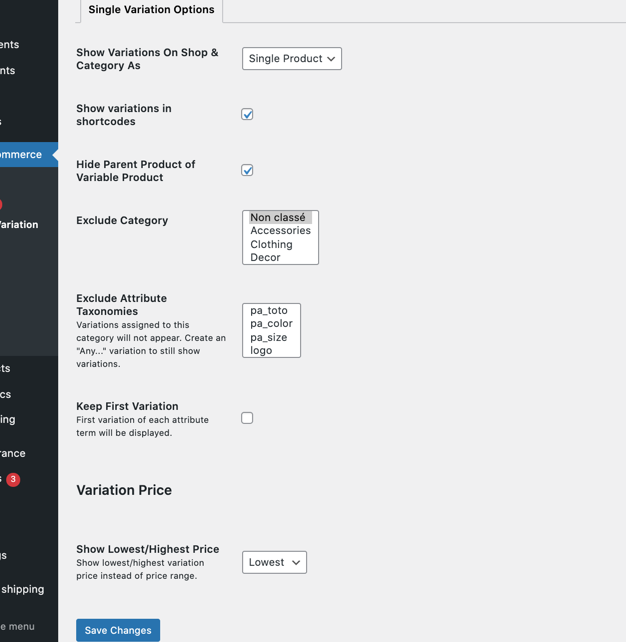 Single Variation Options
ents
Show Variations On Shop &
Category As
Single Product
nts
Show variations in
shortcodes
s
ommerce
Hide Parent Product of
Variable Product
Exclude Category
Non classé
Accessories
Clothing
Decor
ariation
Exclude Attribute
Taxonomies
Variations assigned to this
category will not appear. Create an
"Any..." variation to still show
variations.
pa_toto
pa_color
pa_size
logo
ts
cs
ing
Keep First Variation
First variation of each attribute
term will be displayed.
rance
s 3
Variation Price
gs
Show Lowest/Highest Price
Show lowest/highest variation
price instead of price range.
Lowest
shipping
e menu
Save Changes